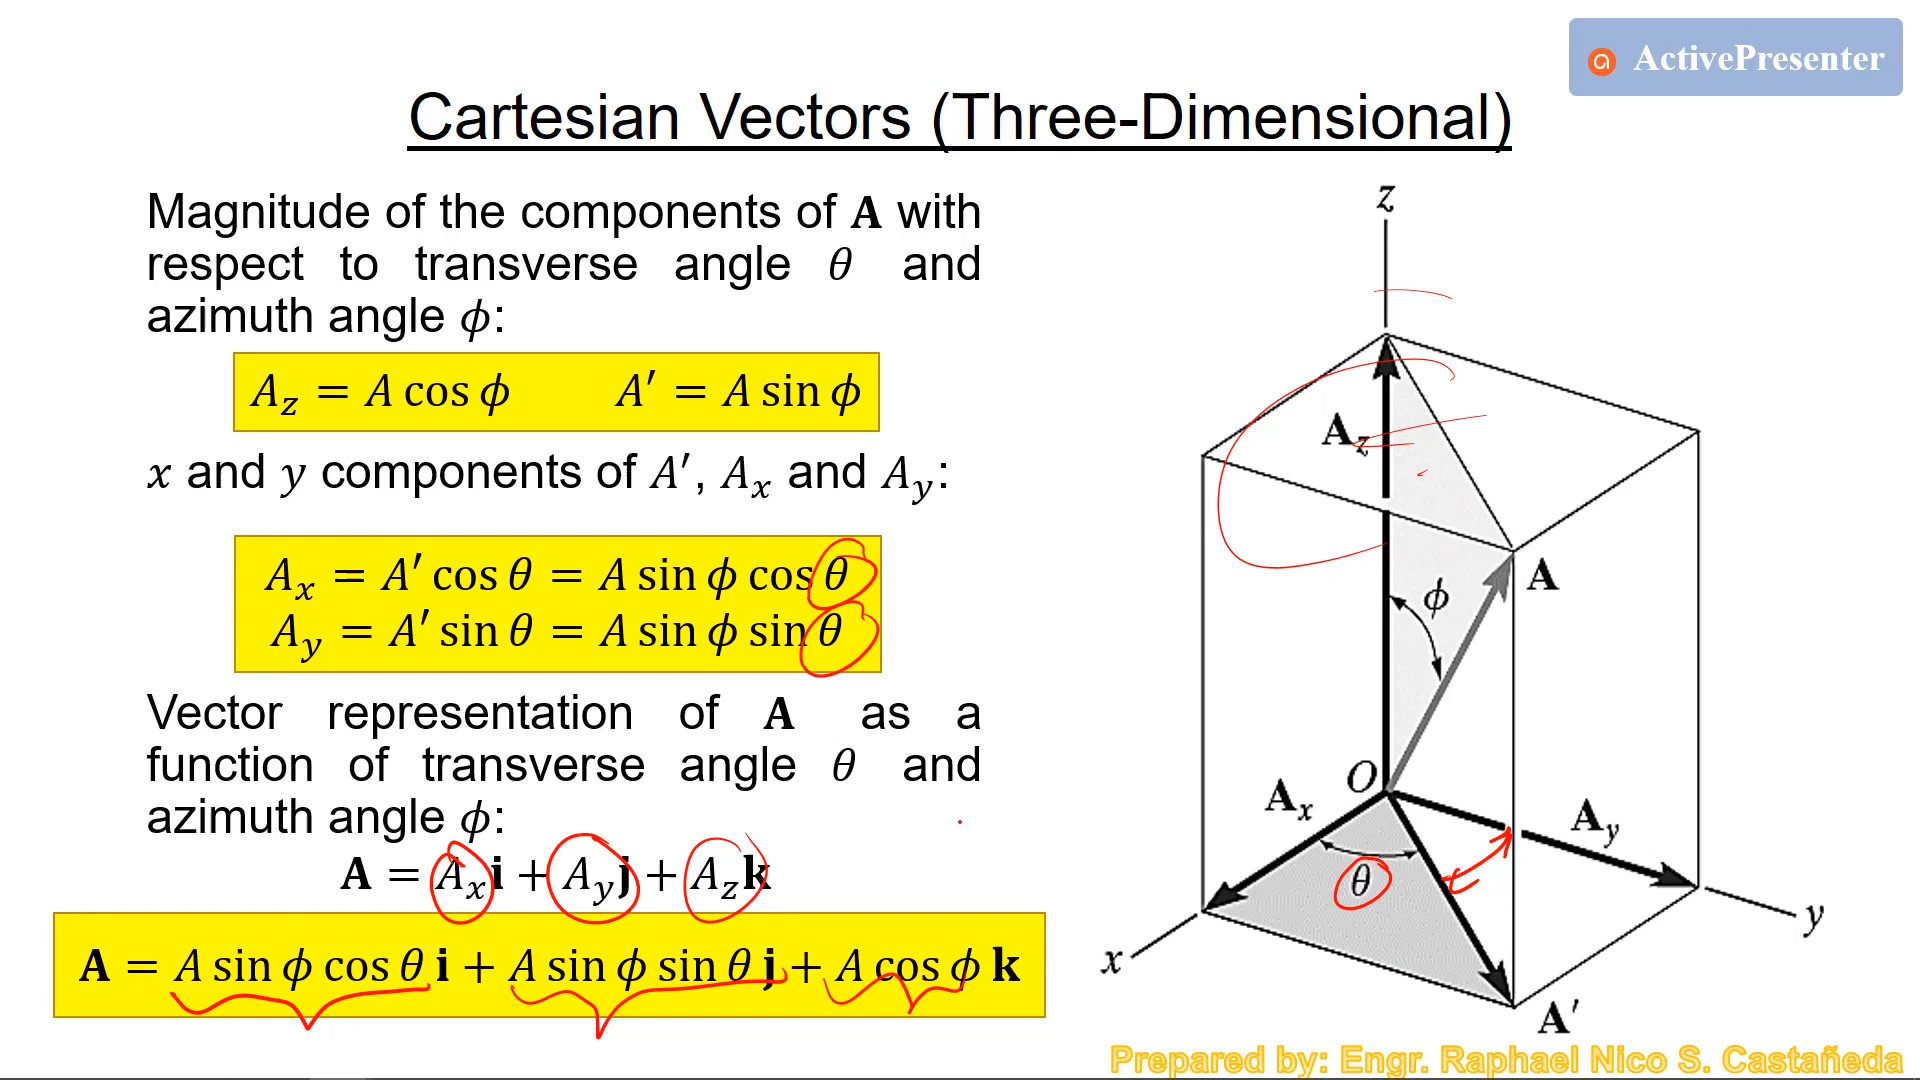 ActivePresenter
Cartesian Vectors (Three-Dimensional)
Magnitude of the components of A with
respect to transverse angle θ and
azimuth angle ϕ:
A_z = A cos ϕ A′ = A sin ϕ
x and y components of A′, A_x and A_y:
A_x = A′ cos θ = A sin ϕ cos θ
A_y = A′ sin θ = A sin ϕ sin θ
Vector representation of A as a
function of transverse angle θ and
azimuth angle ϕ:
A = A_x i + A_y j + A_z k
A = A sin ϕ cos θ i + A sin ϕ sin θ j + A cos ϕ k
z
A_z
A
ϕ
O
A_x
A_y
θ
y
x
A′
Prepared by: Engr. Raphael Nico S. Castañeda